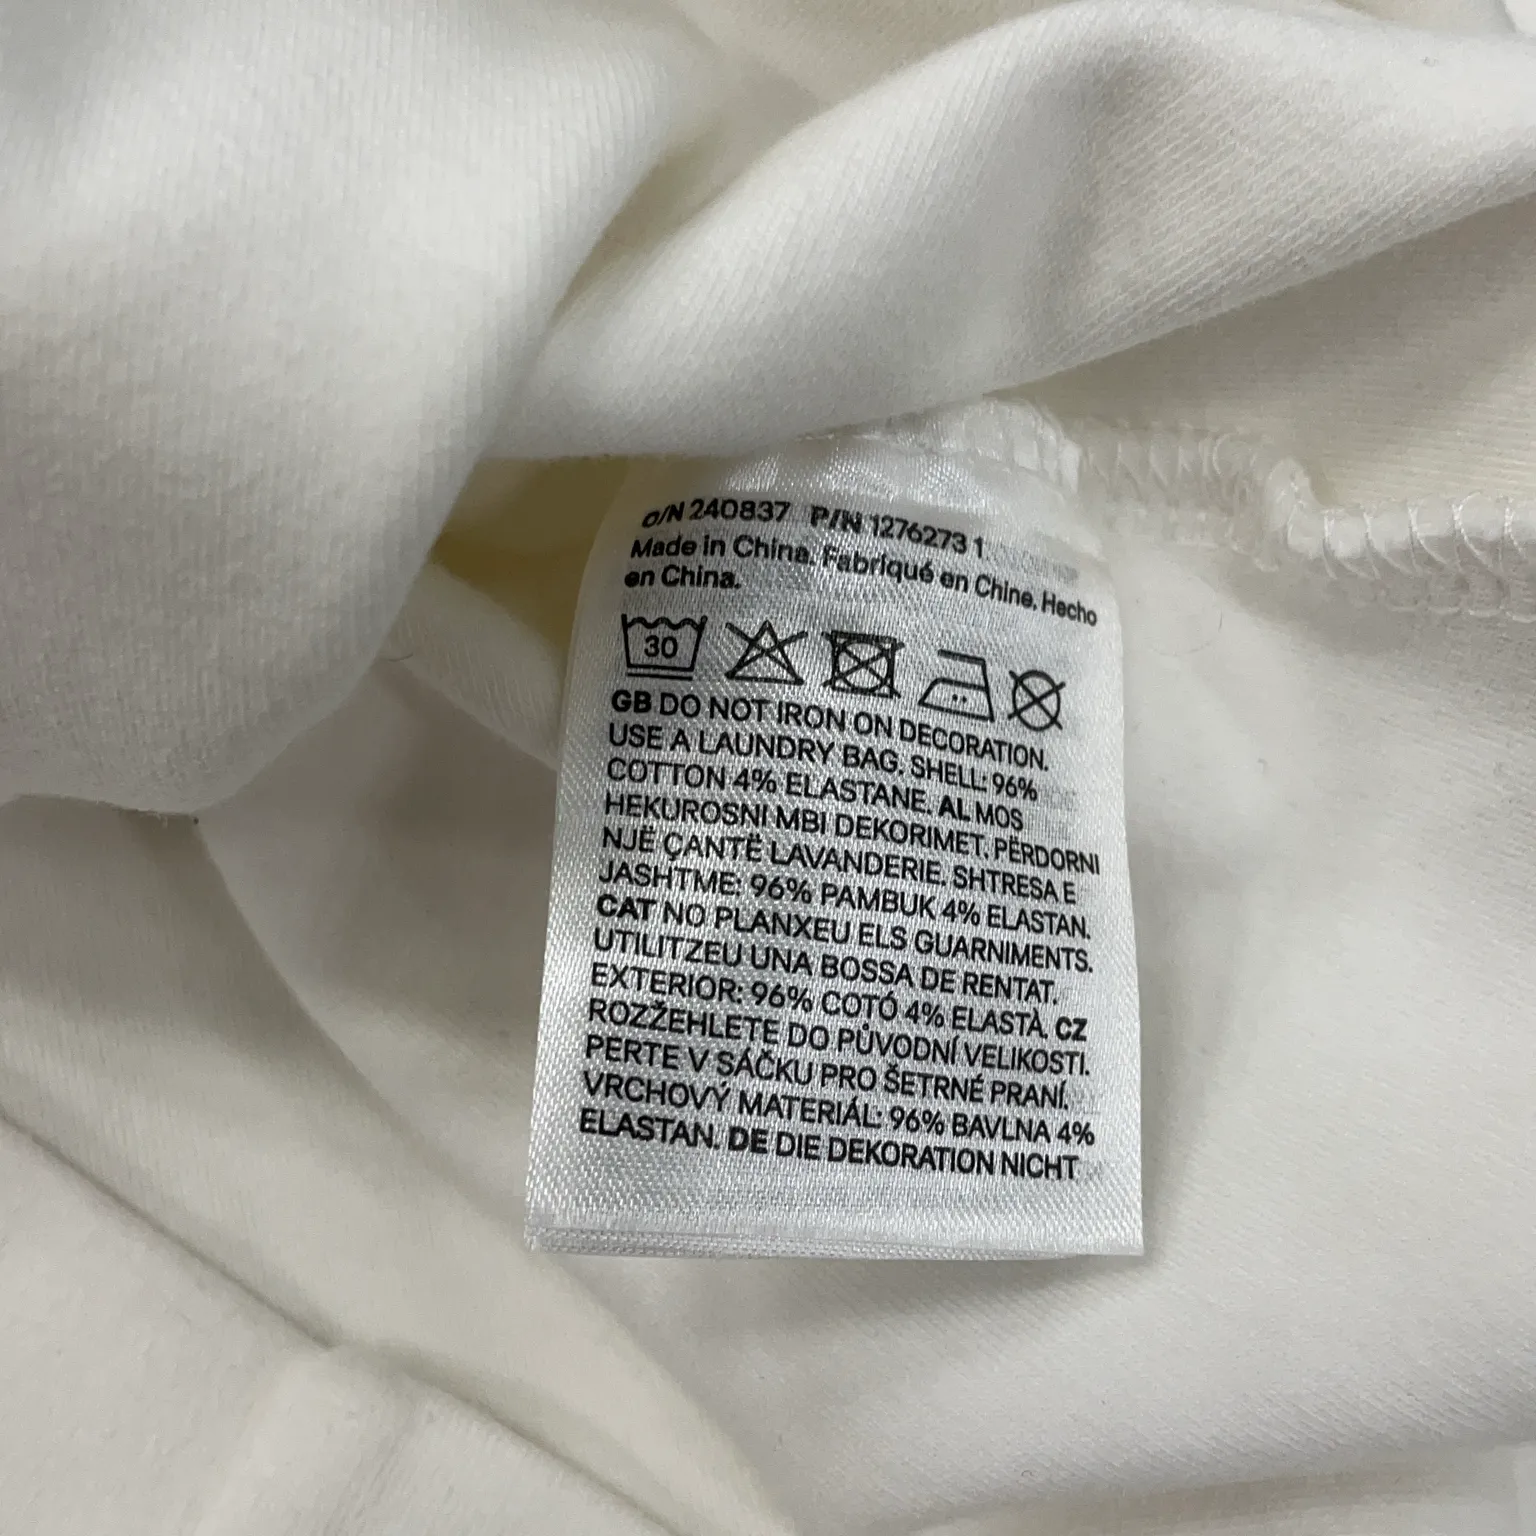 O/N 240837 P/N 1276273 1
Made in China. Fabriqué en Chine. Hecho
en China.
30
GB DO NOT IRON ON DECORATION.
USE A LAUNDRY BAG. SHELL: 96%
COTTON 4% ELASTANE. AL MOS
HEKUROSNI MBI DEKORIMET. PËRDORNI
NJË ÇANTË LAVANDERIE. SHTRESA E
JASHTME: 96% PAMBUK 4% ELASTAN.
CAT NO PLANXEU ELS GUARNIMENTS.
UTILITZEU UNA BOSSA DE RENTAT.
EXTERIOR: 96% COTÓ 4% ELASTÀ. CZ
ROZŽEHLETE DO PŮVODNÍ VELIKOSTI.
PERTE V SÁČKU PRO ŠETRNÉ PRANÍ.
VRCHOVÝ MATERIÁL: 96% BAVLNA 4%
ELASTAN. DE DIE DEKORATION NICHT